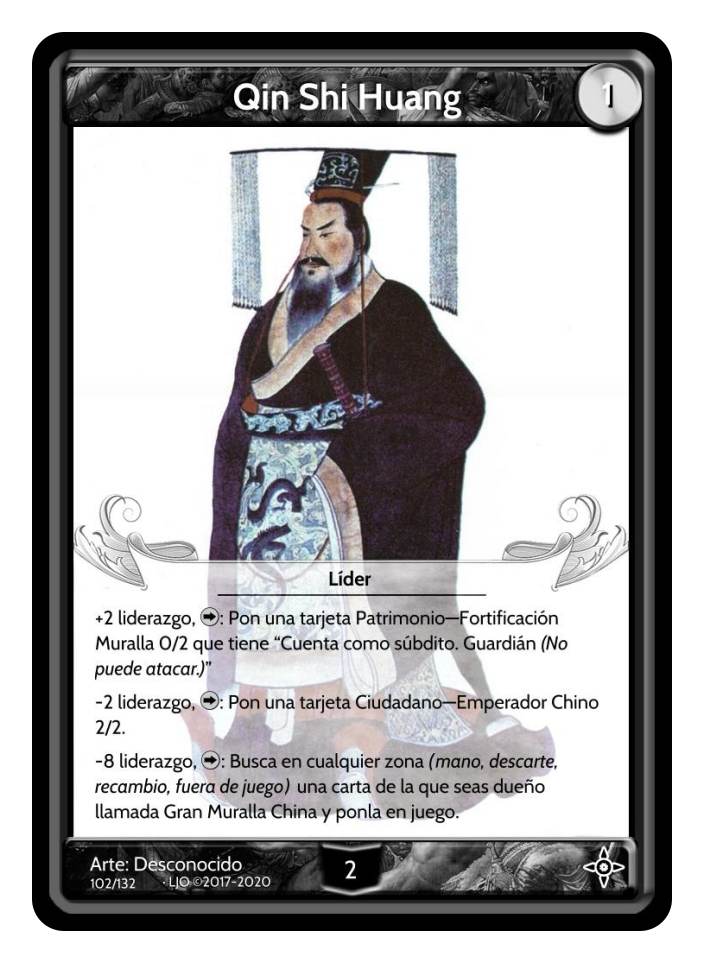 Qin Shi Huang
1
Líder
+2 liderazgo, ➡: Pon una tarjeta Patrimonio—Fortificación
Muralla 0/2 que tiene “Cuenta como súbdito. Guardián (No
puede atacar.)”
-2 liderazgo, ➡: Pon una tarjeta Ciudadano—Emperador Chino
2/2.
-8 liderazgo, ➡: Busca en cualquier zona (mano, descarte,
recambio, fuera de juego) una carta de la que seas dueño
llamada Gran Muralla China y ponla en juego.
Arte: Desconocido
2
102/132 · LJO ©2017-2020